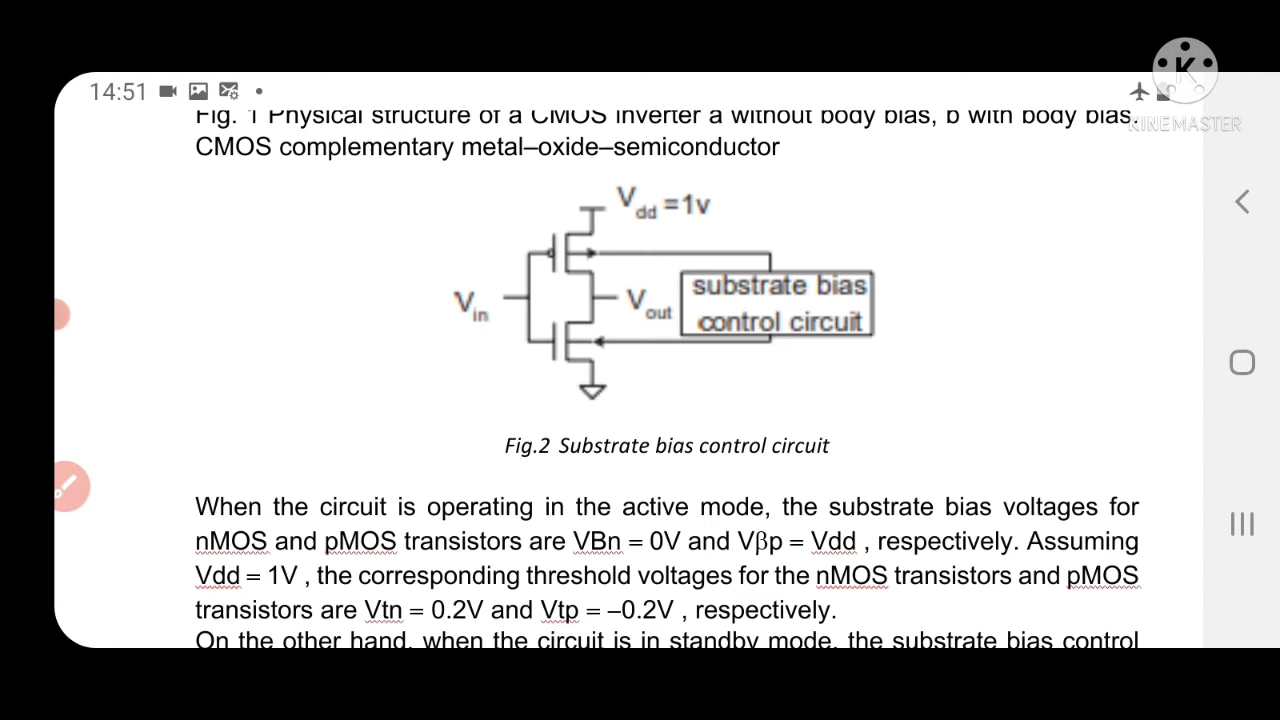 14:51
KINEMASTER
Fig. 1 Physical structure of a CMOS inverter a without body bias, b with body bias.
CMOS complementary metal–oxide–semiconductor
Vdd =1v
Vin
Vout
substrate bias
control circuit
Fig.2 Substrate bias control circuit
When the circuit is operating in the active mode, the substrate bias voltages for
nMOS and pMOS transistors are VBn = 0V and Vβp = Vdd , respectively. Assuming
Vdd = 1V , the corresponding threshold voltages for the nMOS transistors and pMOS
transistors are Vtn = 0.2V and Vtp = –0.2V , respectively.
On the other hand, when the circuit is in standby mode, the substrate bias control